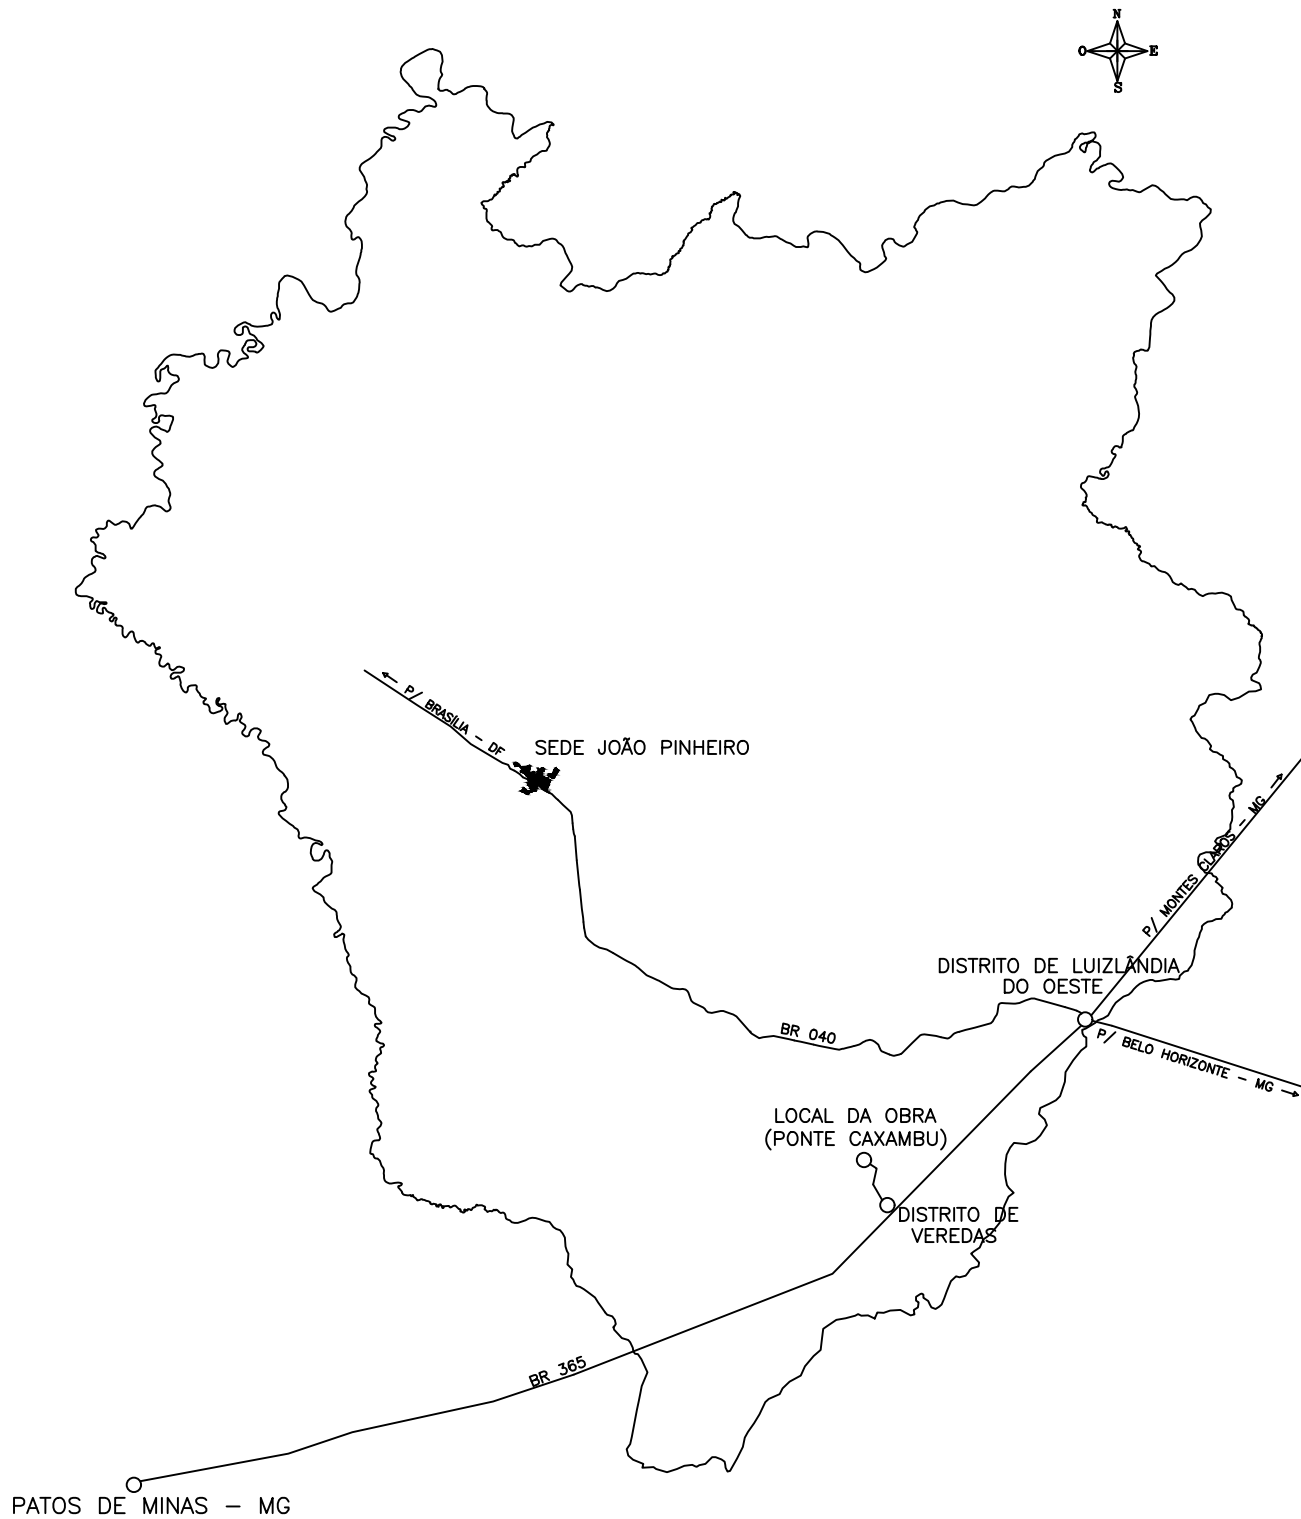 N
O
E
S
P/ BRASÍLIA - DF
SEDE JOÃO PINHEIRO
P/ MONTES CLAROS - MG
DISTRITO DE LUIZLÂNDIA
DO OESTE
BR 040
P/ BELO HORIZONTE - MG
LOCAL DA OBRA
(PONTE CAXAMBU)
DISTRITO DE
VEREDAS
BR 365
PATOS DE MINAS - MG